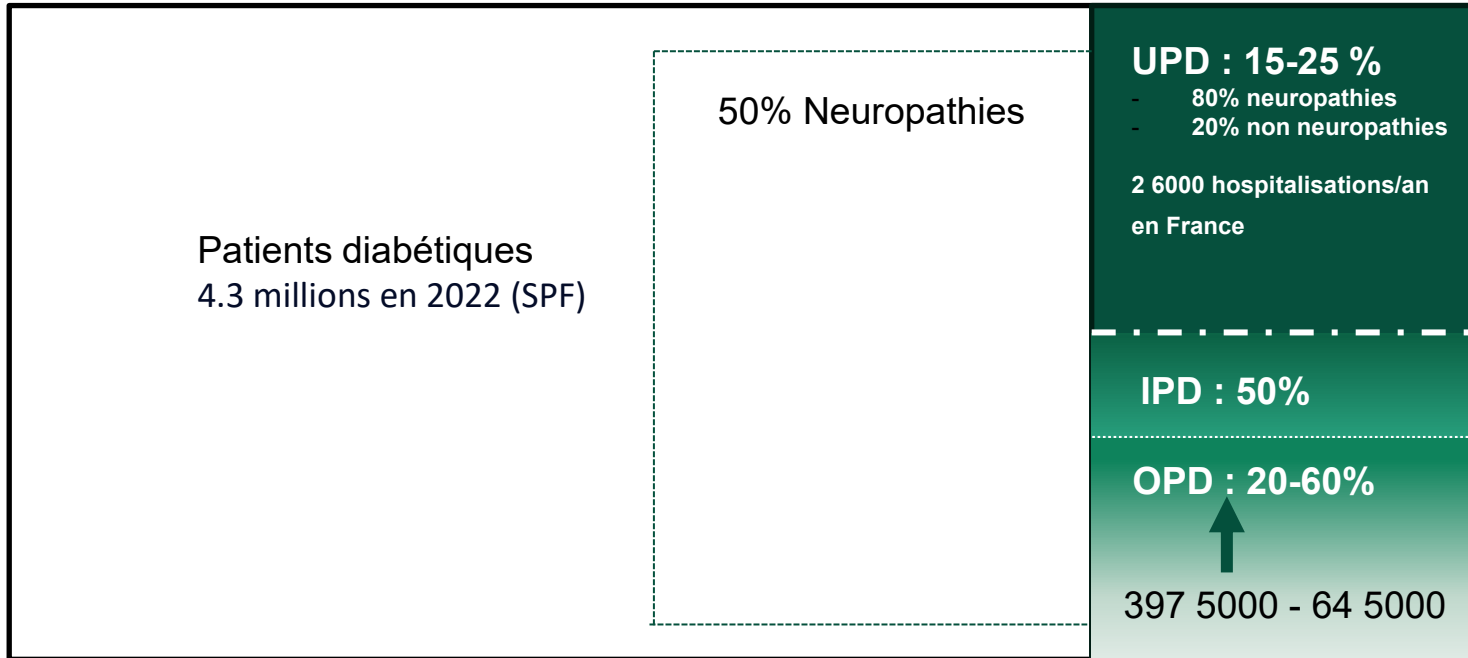 Patients diabétiques
4.3 millions en 2022 (SPF)
50% Neuropathies
UPD : 15-25 %
- 80% neuropathies
- 20% non neuropathies
2 6000 hospitalisations/an
en France
IPD : 50%
OPD : 20-60%
397 5000 - 64 5000